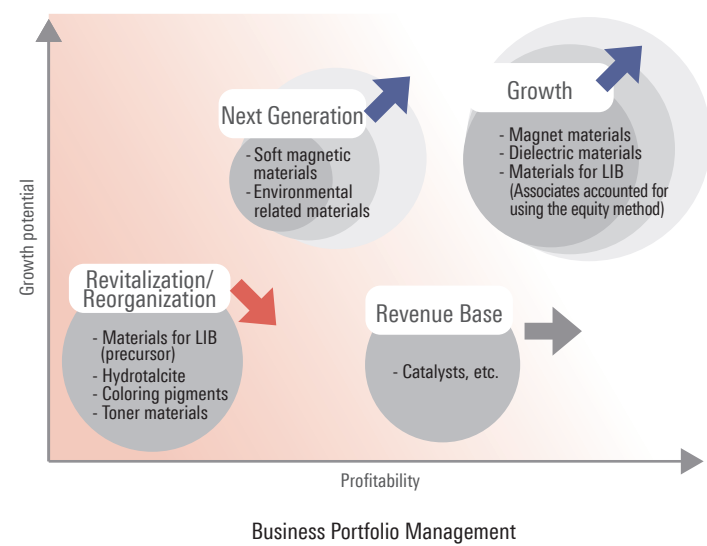 Growth potential
Next Generation
- Soft magnetic
materials
- Environmental
related materials
Growth
- Magnet materials
- Dielectric materials
- Materials for LIB
(Associates accounted for
using the equity method)
Revitalization/
Reorganization
- Materials for LIB
(precursor)
- Hydrotalcite
- Coloring pigments
- Toner materials
Revenue Base
- Catalysts, etc.
Profitability
Business Portfolio Management